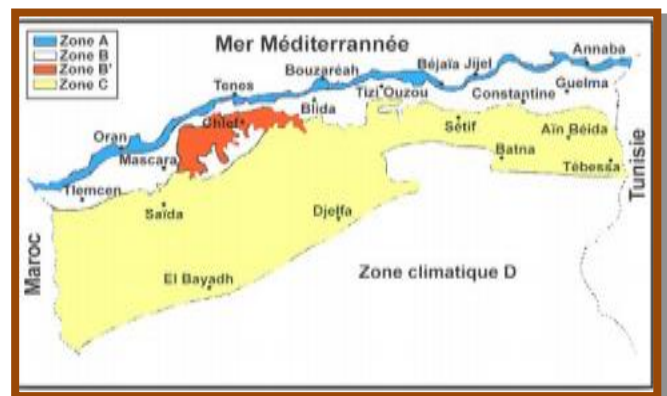 Zone A
Zone B
Zone B'
Zone C
Mer Méditerrannée
Annaba
Bouzaréah
Béjaïa Jijel
Tenes
Tizi Ouzou
Constantine
Guelma
Blida
Chlef
Oran
Sétif
Aïn Béida
Mascara
Batna
Tébessa
Tunisie
Tlemcen
Saïda
Djelfa
Maroc
El Bayadh
Zone climatique D